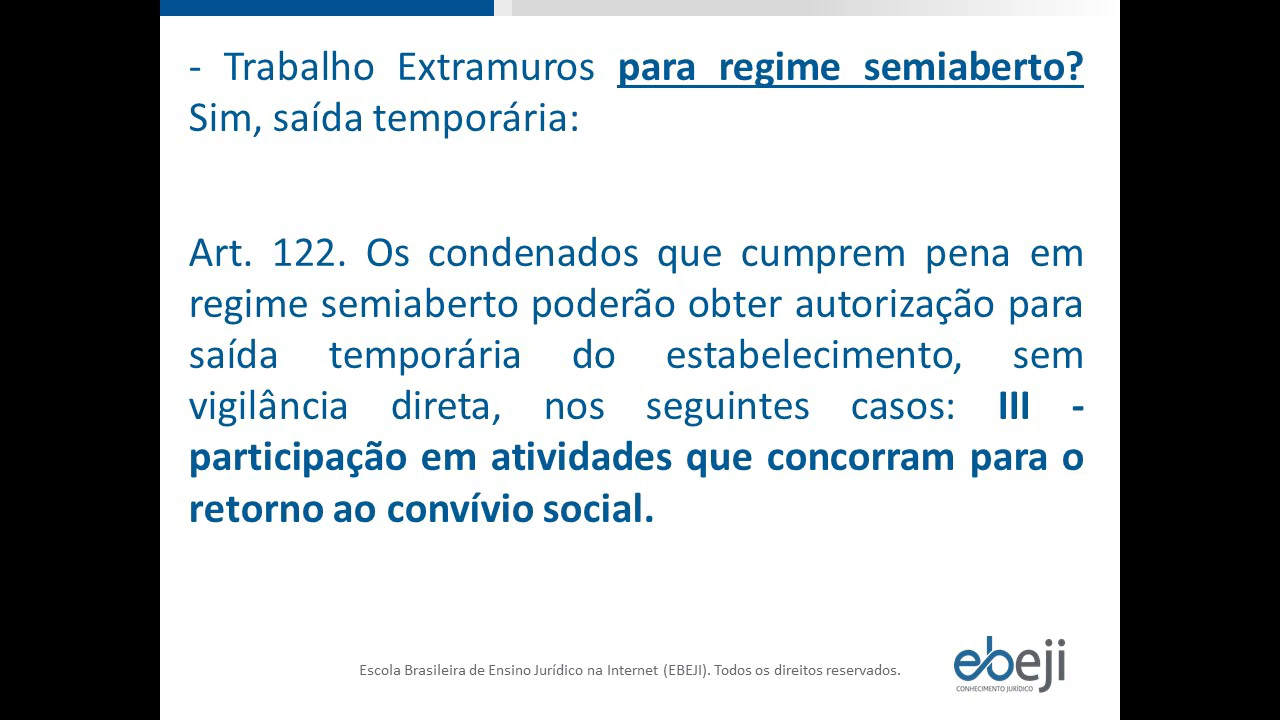 - Trabalho Extramuros para regime semiaberto?
Sim, saída temporária:
Art. 122. Os condenados que cumprem pena em
regime semiaberto poderão obter autorização para
saída temporária do estabelecimento, sem
vigilância direta, nos seguintes casos: III -
participação em atividades que concorram para o
retorno ao convívio social.
Escola Brasileira de Ensino Jurídico na Internet (EBEJI). Todos os direitos reservados.
ebeji
CONHECIMENTO JURÍDICO